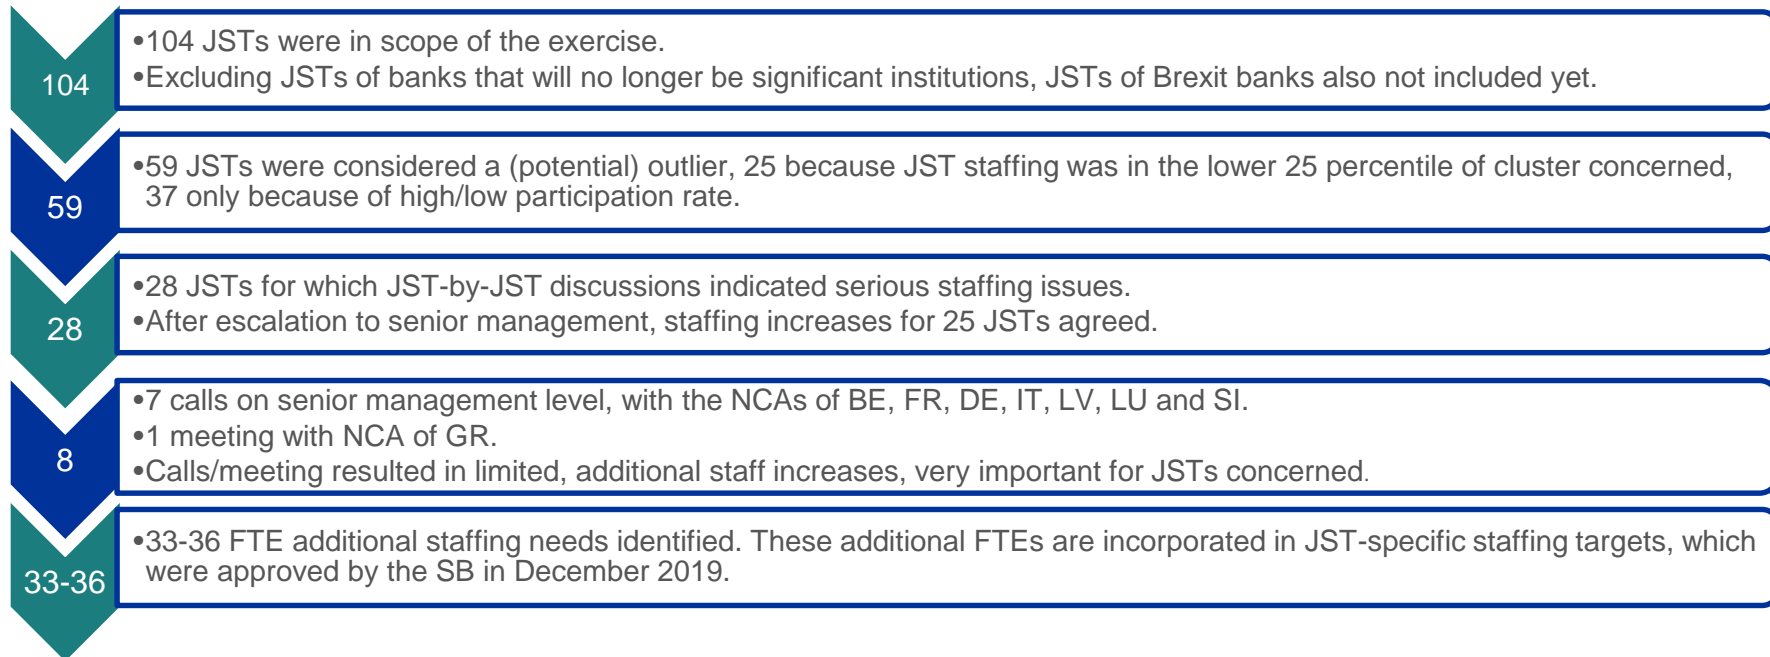 104
•104 JSTs were in scope of the exercise.
•Excluding JSTs of banks that will no longer be significant institutions, JSTs of Brexit banks also not included yet.
59
•59 JSTs were considered a (potential) outlier, 25 because JST staffing was in the lower 25 percentile of cluster concerned,
37 only because of high/low participation rate.
28
•28 JSTs for which JST-by-JST discussions indicated serious staffing issues.
•After escalation to senior management, staffing increases for 25 JSTs agreed.
8
•7 calls on senior management level, with the NCAs of BE, FR, DE, IT, LV, LU and SI.
•1 meeting with NCA of GR.
•Calls/meeting resulted in limited, additional staff increases, very important for JSTs concerned.
33-36
•33-36 FTE additional staffing needs identified. These additional FTEs are incorporated in JST-specific staffing targets, which
were approved by the SB in December 2019.